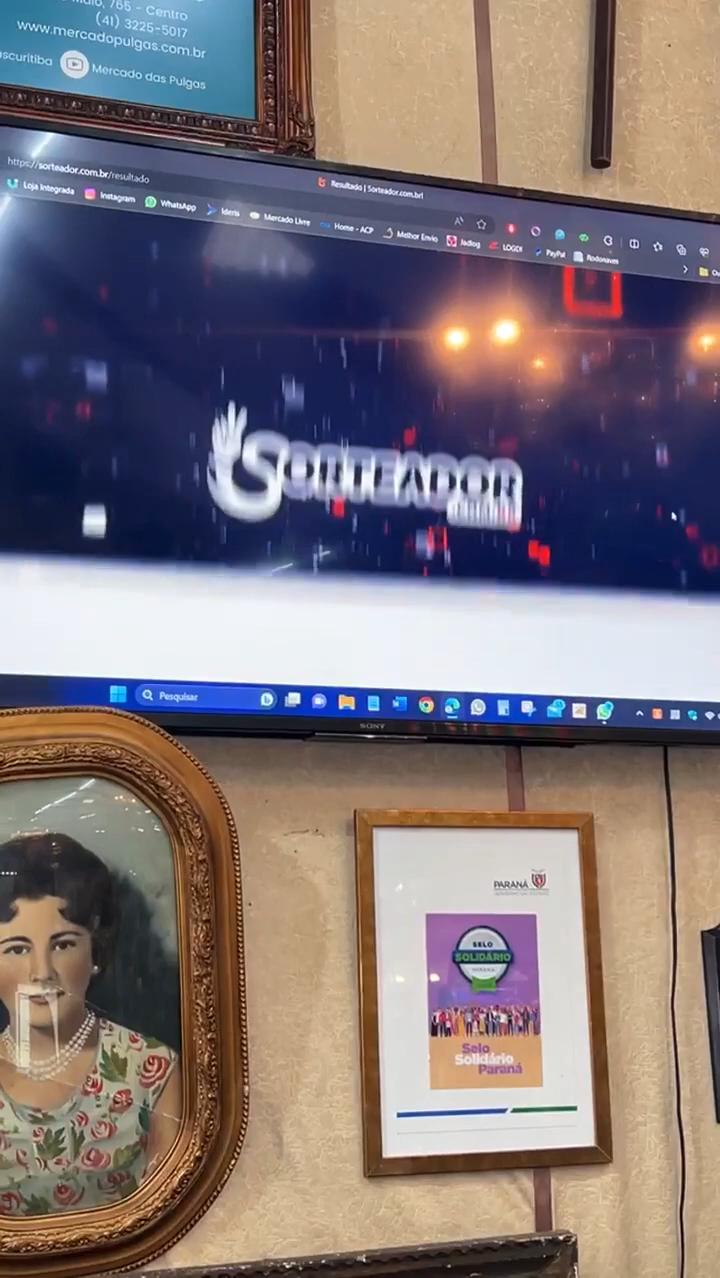 765 - Centro
(41) 3225-5017
www.mercadopulgas.com.br
Mercado das Pulgas
https://sorteador.com.br/resultado
Resultado | Sorteador.com.br!
Loja Integrada
Instagram
WhatsApp
Ideris
Mercado Livre
Home - ACP
Melhor Envio
Jadlog
LOGGI
PayPal
Rodonaves
SORTEADOR
Pesquisar
SONY
PARANÁ
SELO
SOLIDÁRIO
PARANÁ
Selo
Solidário
Paraná